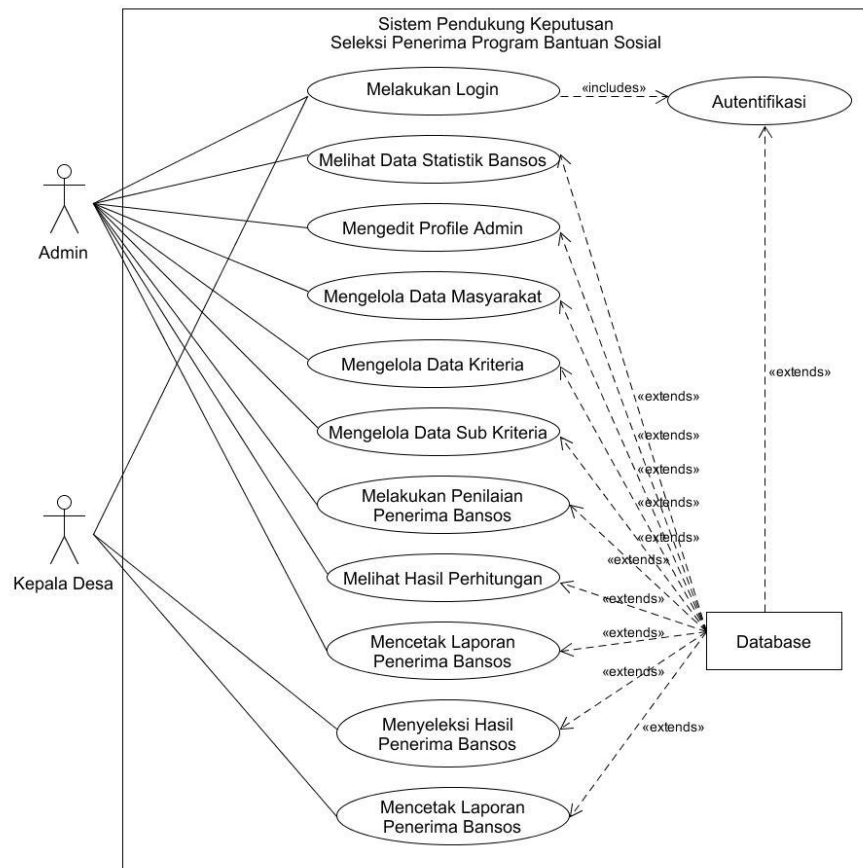 Sistem Pendukung Keputusan
Seleksi Penerima Program Bantuan Sosial
Melakukan Login
«includes»
Autentifikasi
Melihat Data Statistik Bansos
Admin
Mengedit Profile Admin
Mengelola Data Masyarakat
Mengelola Data Kriteria
«extends»
«extends»
Mengelola Data Sub Kriteria
«extends»
«extends»
Melakukan Penilaian
Penerima Bansos
«extends»
«extends»
«extends»
Kepala Desa
Melihat Hasil Perhitungan
«extends»
Mencetak Laporan
Penerima Bansos
«extends»
Database
«extends»
Menyeleksi Hasil
Penerima Bansos
«extends»
Mencetak Laporan
Penerima Bansos